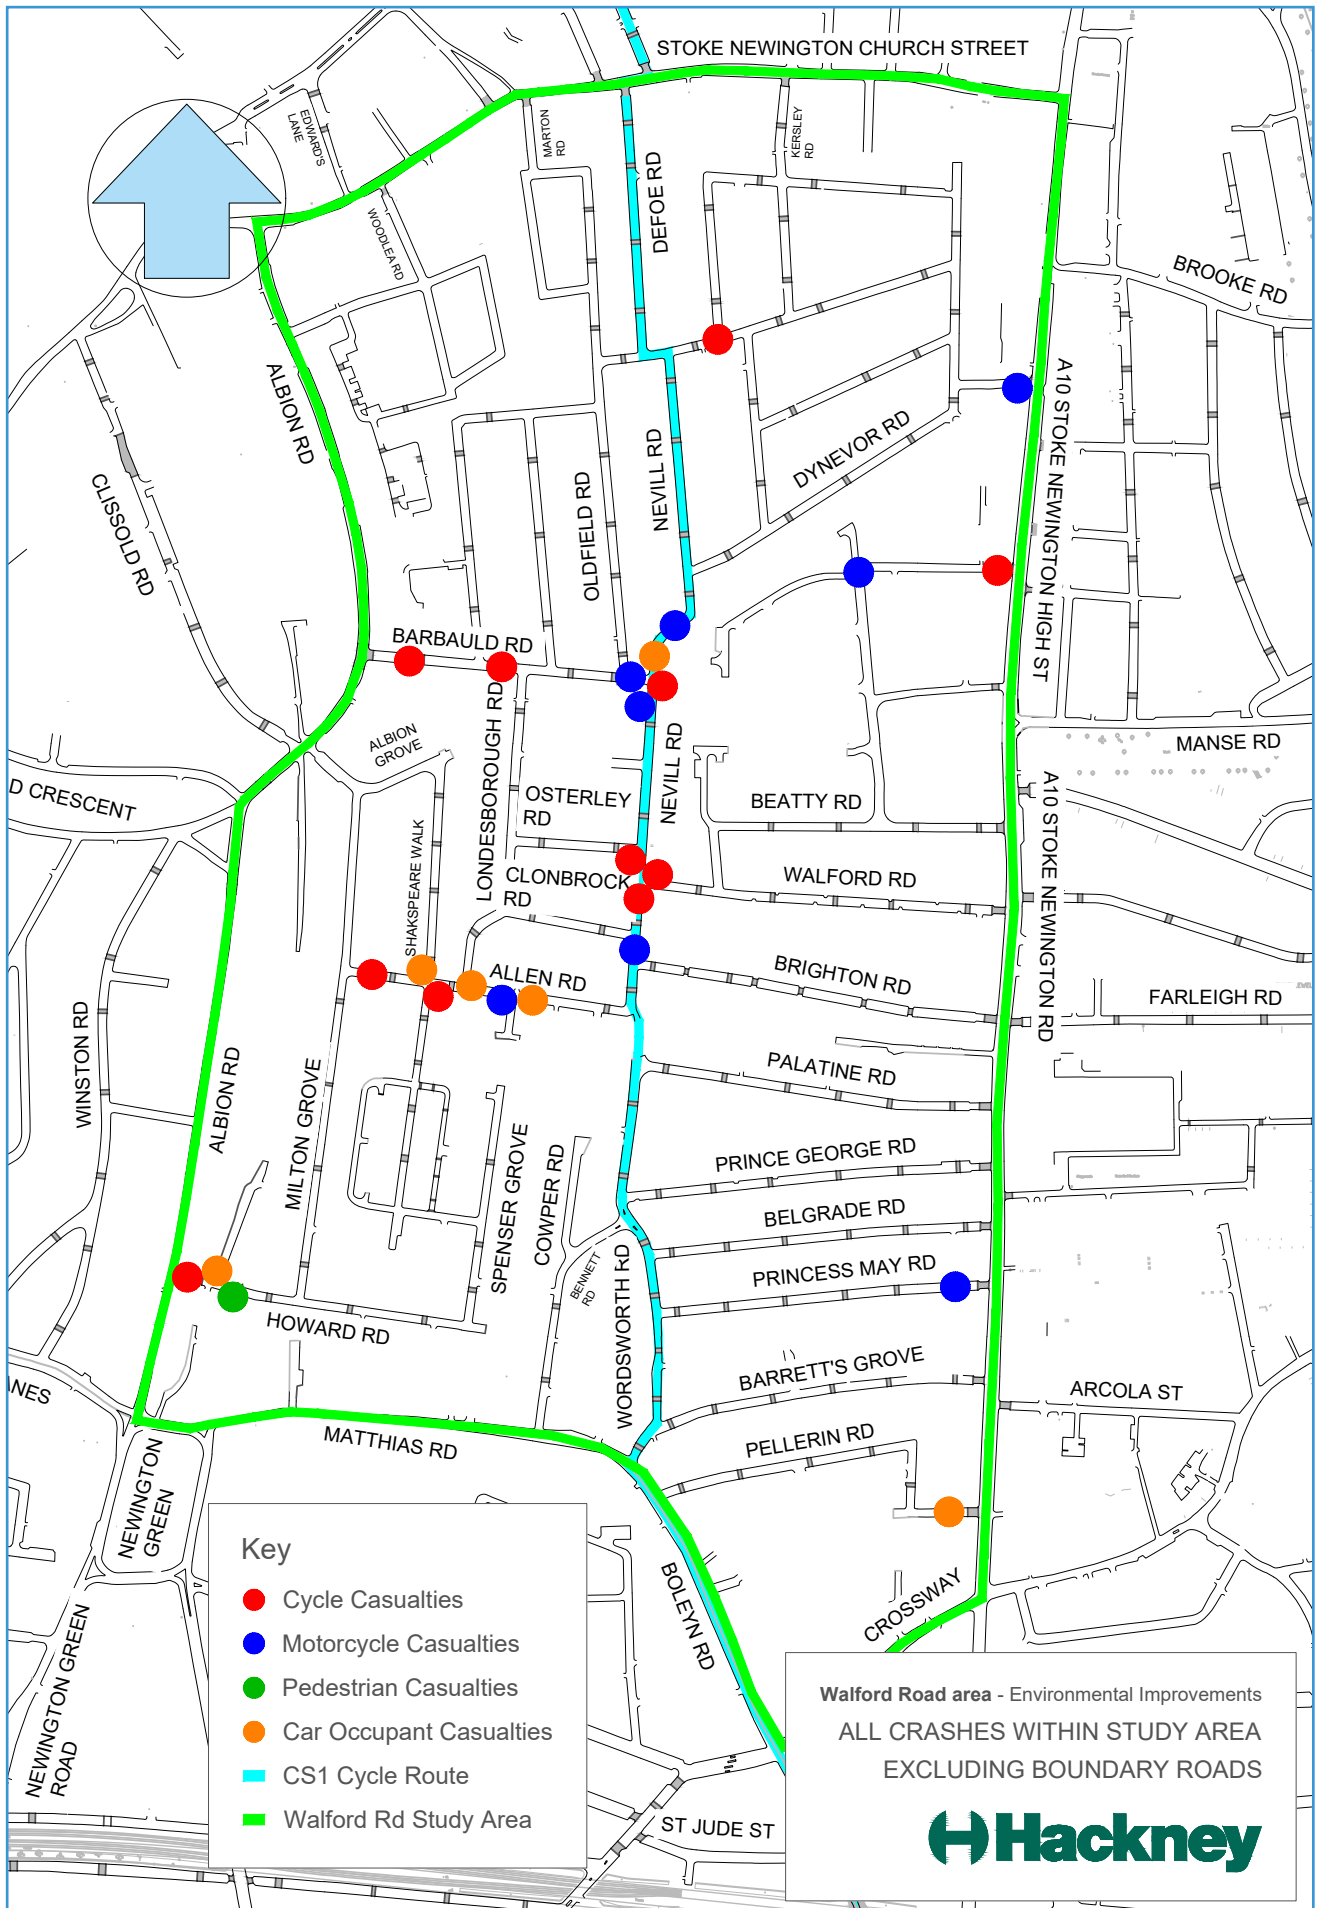 STOKE NEWINGTON CHURCH STREET
EDWARD'S
LANE
MARTON
RD
KERSLEY
RD
WOODLEA RD
DEFOE RD
BROOKE RD
ALBION RD
A10 STOKE NEWINGTON HIGH ST
CLISSOLD RD
OLDFIELD RD
NEVILL RD
DYNEVOR RD
BARBAULD RD
LONDESBOROUGH RD
ALBION
GROVE
NEVILL RD
MANSE RD
D CRESCENT
OSTERLEY
RD
BEATTY RD
A10 STOKE NEWINGTON RD
SHAKSPEARE WALK
CLONBROCK
RD
WALFORD RD
ALLEN RD
BRIGHTON RD
FARLEIGH RD
WINSTON RD
ALBION RD
MILTON GROVE
PALATINE RD
SPENSER GROVE
COWPER RD
PRINCE GEORGE RD
BELGRADE RD
BENNETT
RD
WORDSWORTH RD
PRINCESS MAY RD
HOWARD RD
BARRETT'S GROVE
ARCOLA ST
ANES
MATTHIAS RD
PELLERIN RD
NEWINGTON
GREEN
BOLEYN RD
CROSSWAY
NEWINGTON GREEN
ROAD
ST JUDE ST
Key
Cycle Casualties
Motorcycle Casualties
Pedestrian Casualties
Car Occupant Casualties
CS1 Cycle Route
Walford Rd Study Area
Walford Road area - Environmental Improvements
ALL CRASHES WITHIN STUDY AREA
EXCLUDING BOUNDARY ROADS
Hackney